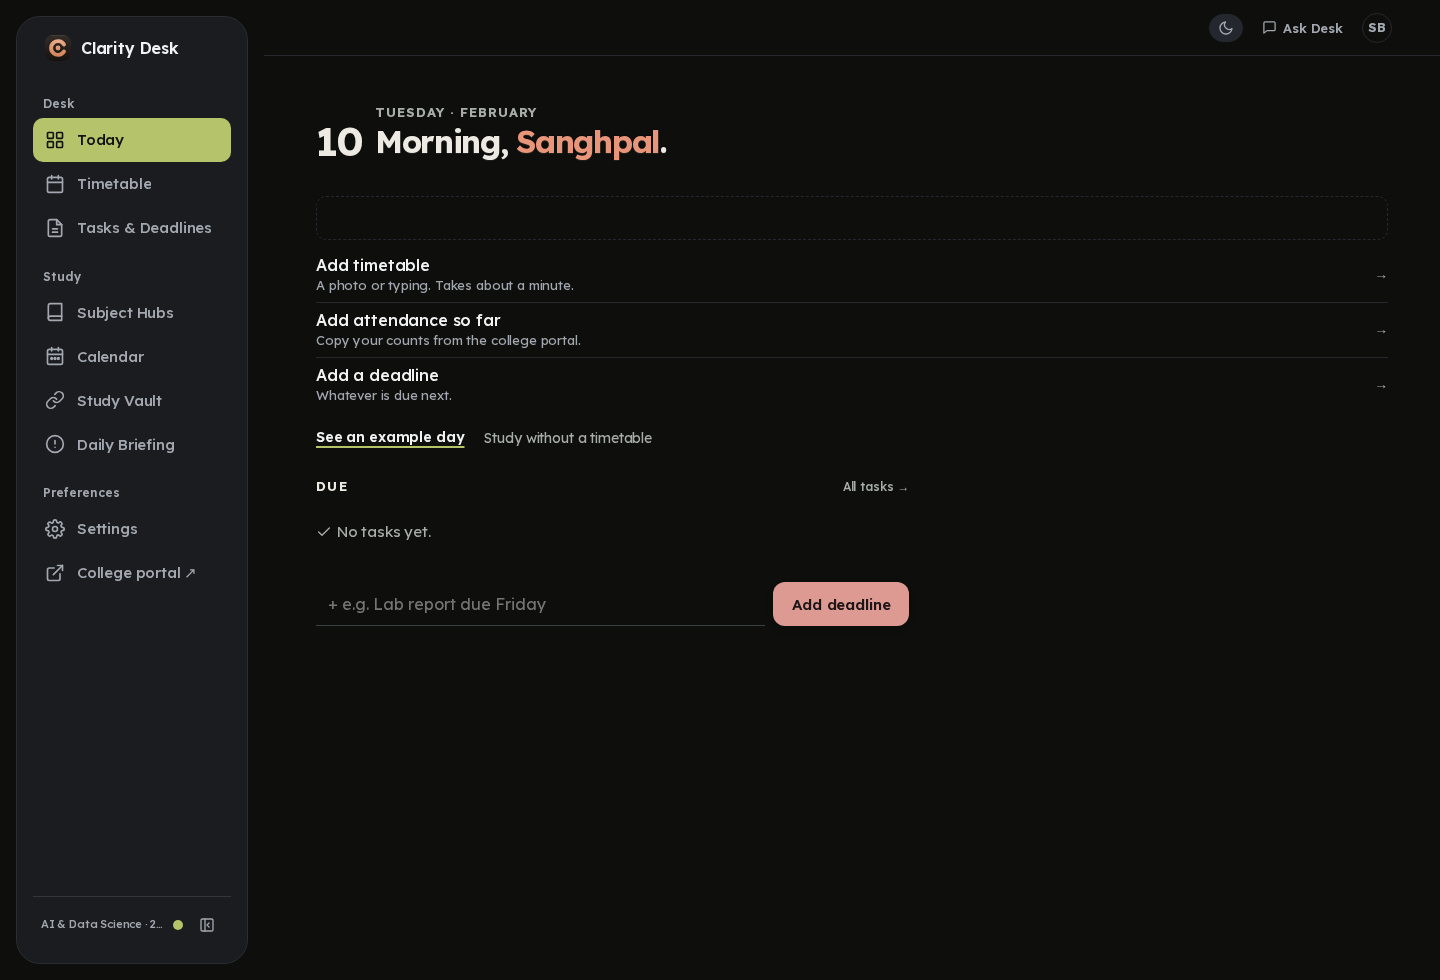 Clarity Desk
Ask Desk
SB
Desk
Today
Timetable
Tasks & Deadlines
Study
Subject Hubs
Calendar
Study Vault
Daily Briefing
Preferences
Settings
College portal ↗
AI & Data Science · 2…
TUESDAY · FEBRUARY
10 Morning, Sanghpal.
Add timetable
A photo or typing. Takes about a minute.
→
Add attendance so far
Copy your counts from the college portal.
→
Add a deadline
Whatever is due next.
→
See an example day Study without a timetable
DUE All tasks →
No tasks yet.
+ e.g. Lab report due Friday
Add deadline